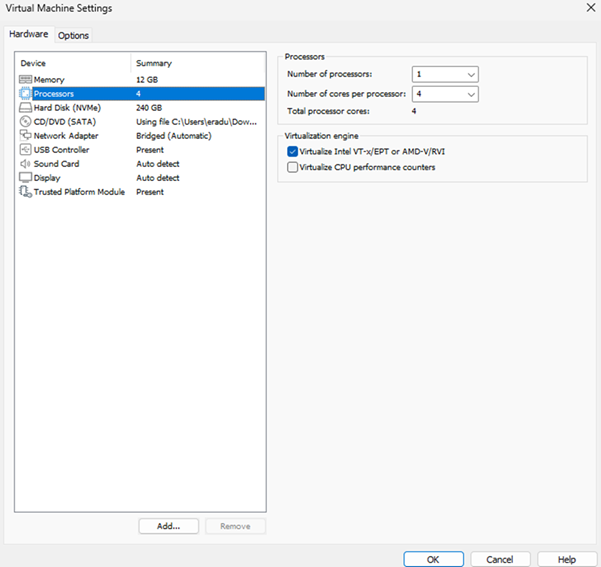 Virtual Machine Settings
Hardware Options
Device Summary
Memory 12 GB
Processors 4
Hard Disk (NVMe) 240 GB
CD/DVD (SATA) Using file C:\Users\eradu\Dow...
Network Adapter Bridged (Automatic)
USB Controller Present
Sound Card Auto detect
Display Auto detect
Trusted Platform Module Present
Processors
Number of processors: 1
Number of cores per processor: 4
Total processor cores: 4
Virtualization engine
Virtualize Intel VT-x/EPT or AMD-V/RVI
Virtualize CPU performance counters
Add... Remove
OK Cancel Help